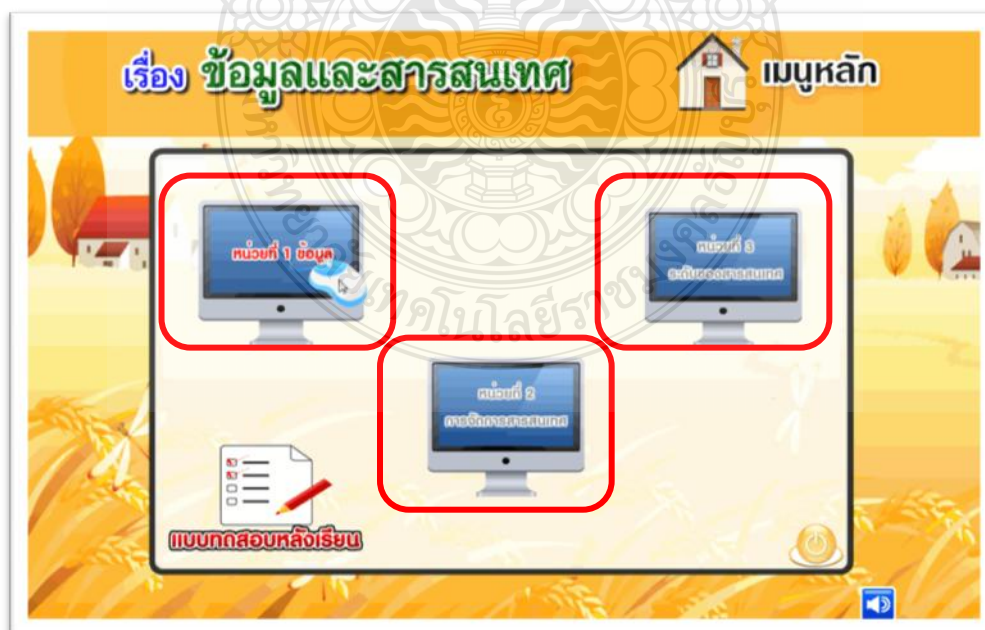 เรื่อง ข้อมูลและสารสนเทศ
เมนูหลัก
หน่วยที่ 1 ข้อมูล
หน่วยที่ 3
ระดับของสารสนเทศ
หน่วยที่ 2
การจัดการสารสนเทศ
แบบทดสอบหลังเรียน